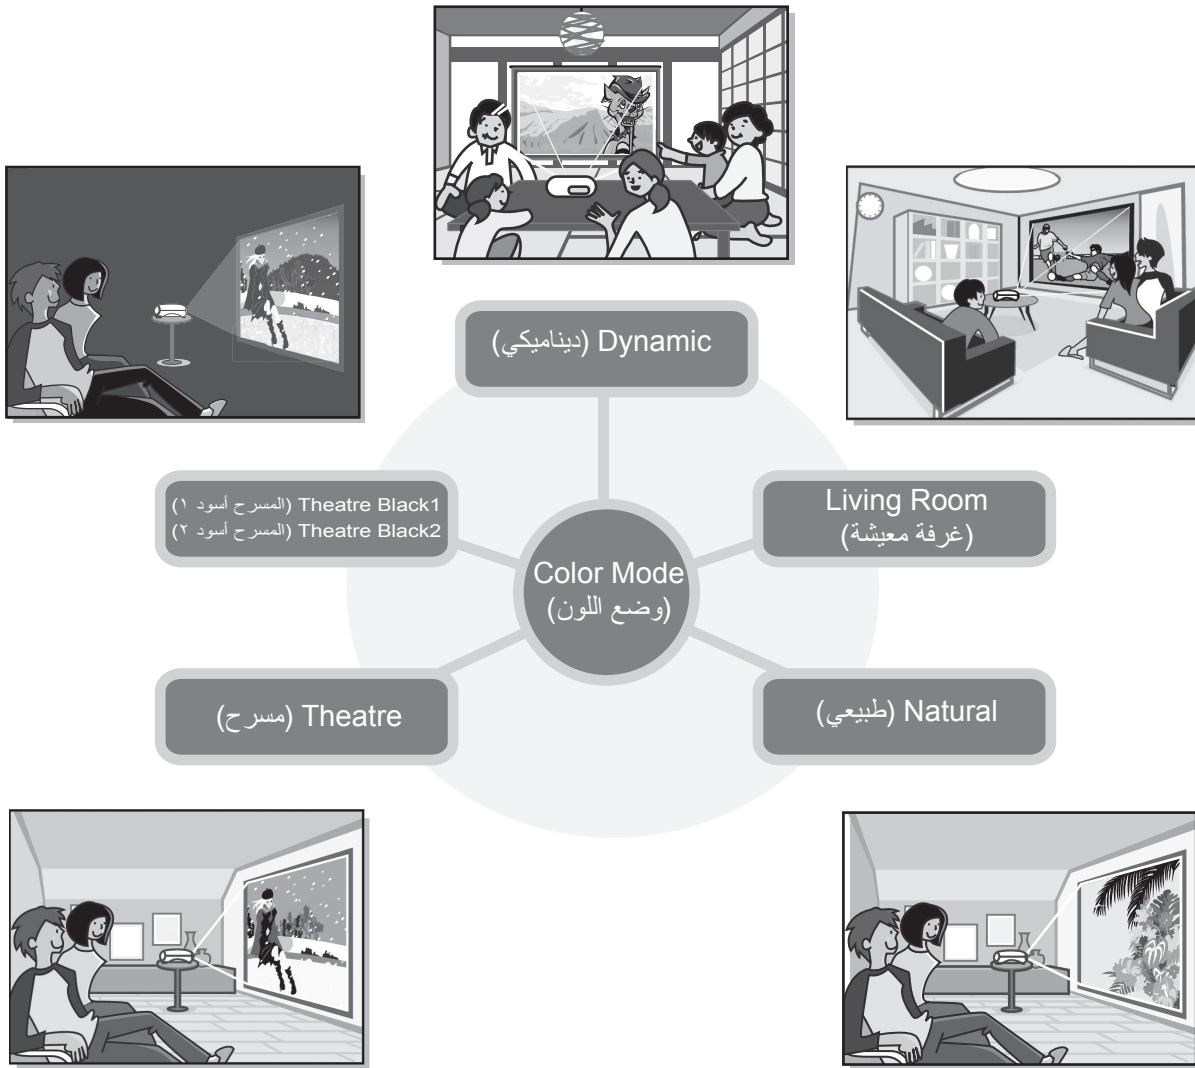 Dynamic (ديناميكي)
Theatre Black1 (المسرح أسود ١)
Theatre Black2 (المسرح أسود ٢)
Living Room
(غرفة معيشة)
Color Mode
(وضع اللون)
Theatre (مسرح)
Natural (طبيعي)